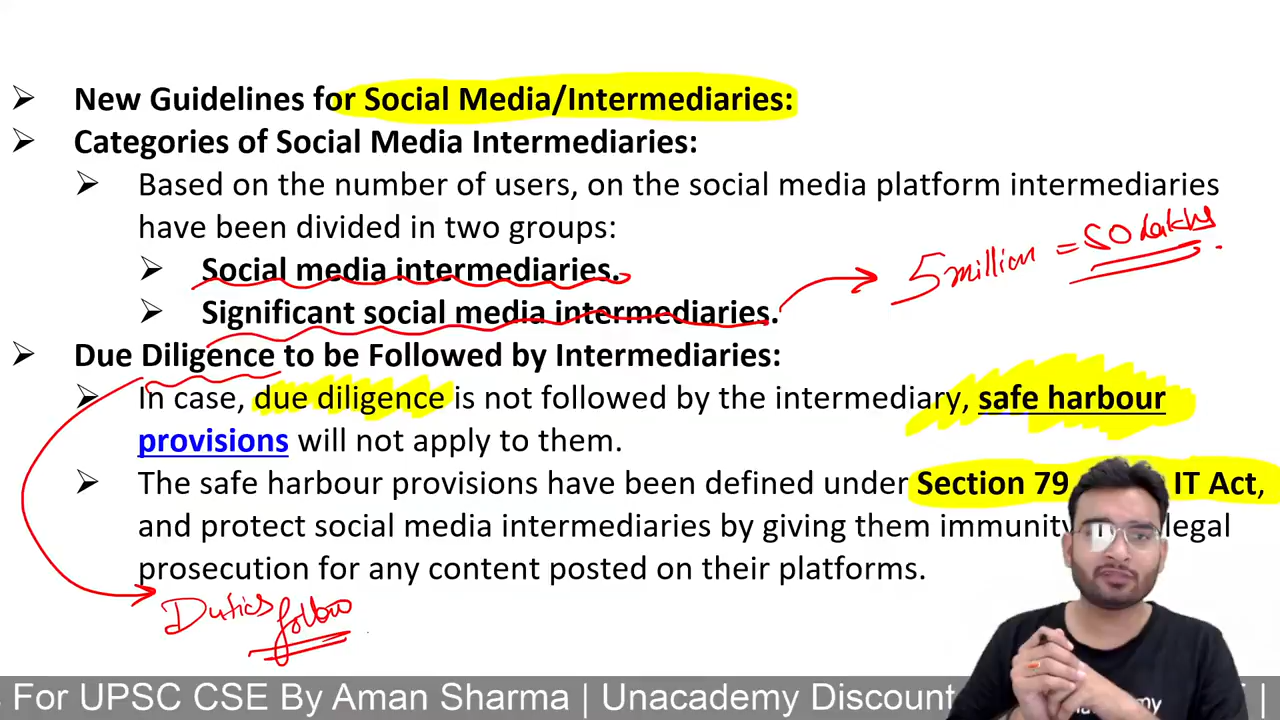 ➢ New Guidelines for Social Media/Intermediaries:
➢ Categories of Social Media Intermediaries:
➢ Based on the number of users, on the social media platform intermediaries
have been divided in two groups:
➢ Social media intermediaries.
➢ Significant social media intermediaries.
5 million = 50 Lakhs
➢ Due Diligence to be Followed by Intermediaries:
➢ In case, due diligence is not followed by the intermediary, safe harbour
provisions will not apply to them.
➢ The safe harbour provisions have been defined under Section 79 IT Act,
and protect social media intermediaries by giving them immunity legal
prosecution for any content posted on their platforms.
Duties follow
For UPSC CSE By Aman Sharma | Unacademy Discount